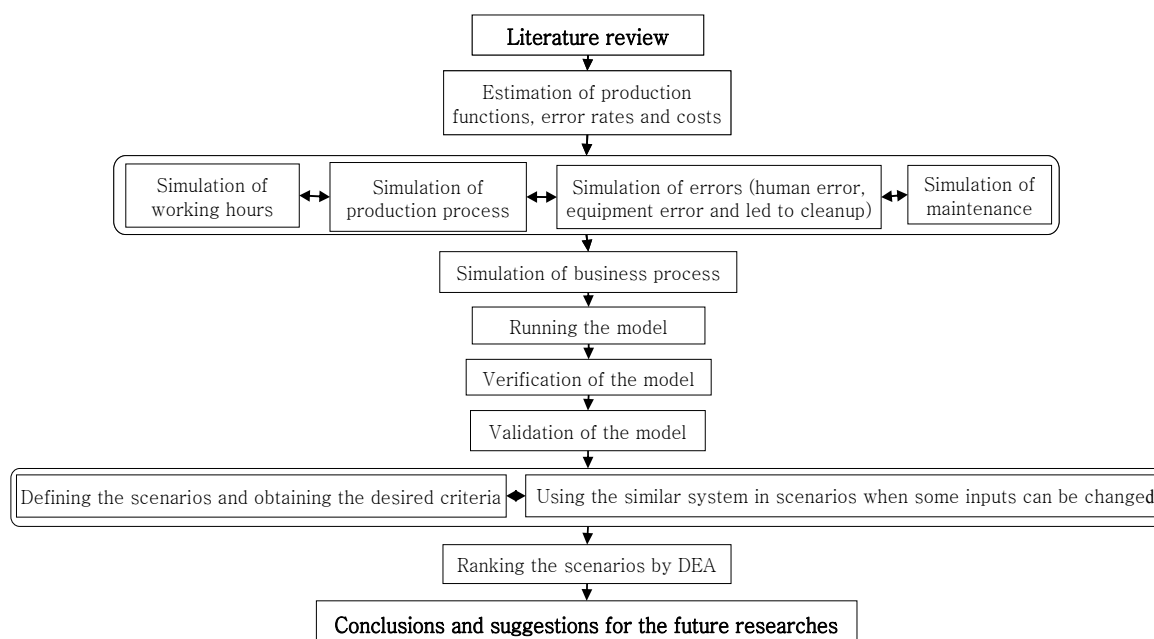 Literature review
Estimation of production
functions, error rates and costs
Simulation of
working hours
Simulation of
production process
Simulation of errors (human error,
equipment error and led to cleanup)
Simulation of
maintenance
Simulation of business process
Running the model
Verification of the model
Validation of the model
Defining the scenarios and obtaining the desired criteria
Using the similar system in scenarios when some inputs can be changed
Ranking the scenarios by DEA
Conclusions and suggestions for the future researches